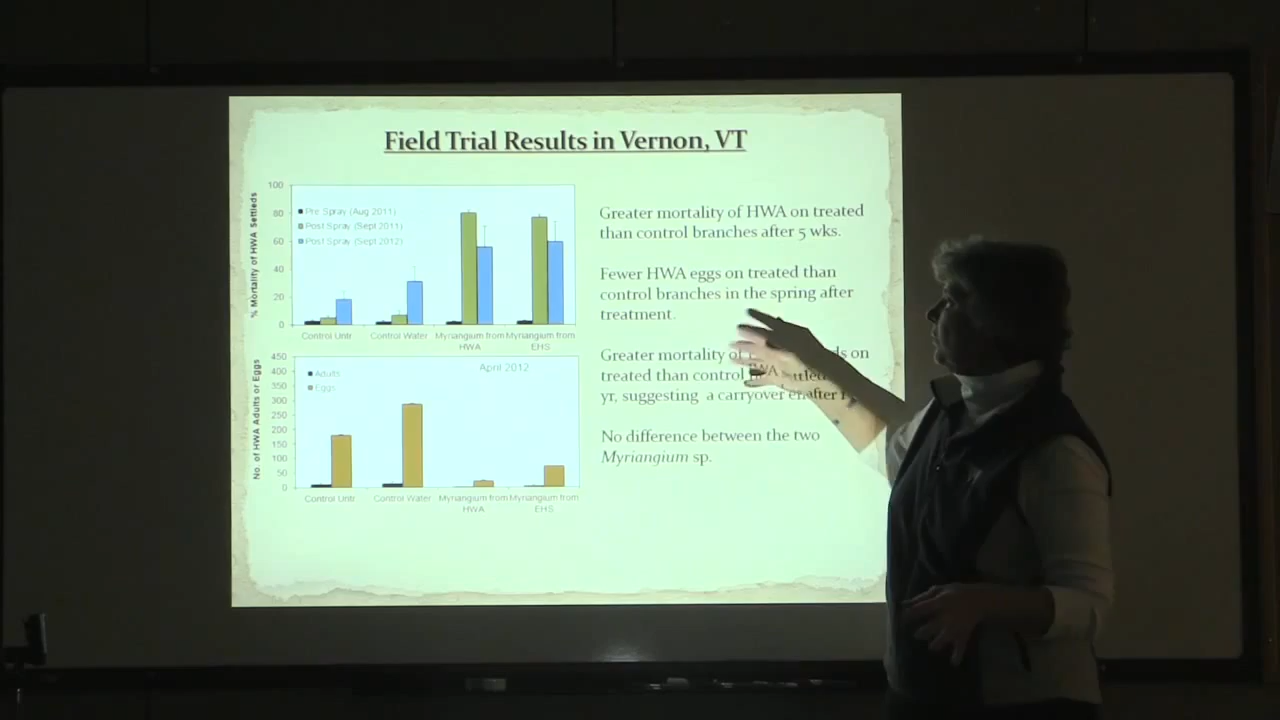 Field Trial Results in Vernon, VT
% Mortality of HWA Settleds
100
80
60
40
20
0
Pre Spray (Aug 2011)
Post Spray (Sept 2011)
Post Spray (Sept 2012)
Control Untr
Control Water
Myriangium from HWA
Myriangium from EHS
No. of HWA Adults or Eggs
450
400
350
300
250
200
150
100
50
0
Adults
Eggs
April 2012
Control Untr
Control Water
Myriangium from HWA
Myriangium from EHS
Greater mortality of HWA on treated
than control branches after 5 wks.
Fewer HWA eggs on treated than
control branches in the spring after
treatment.
Greater mortality of on
treated than control
yr, suggesting a carryover
No difference between the two
Myriangium sp.